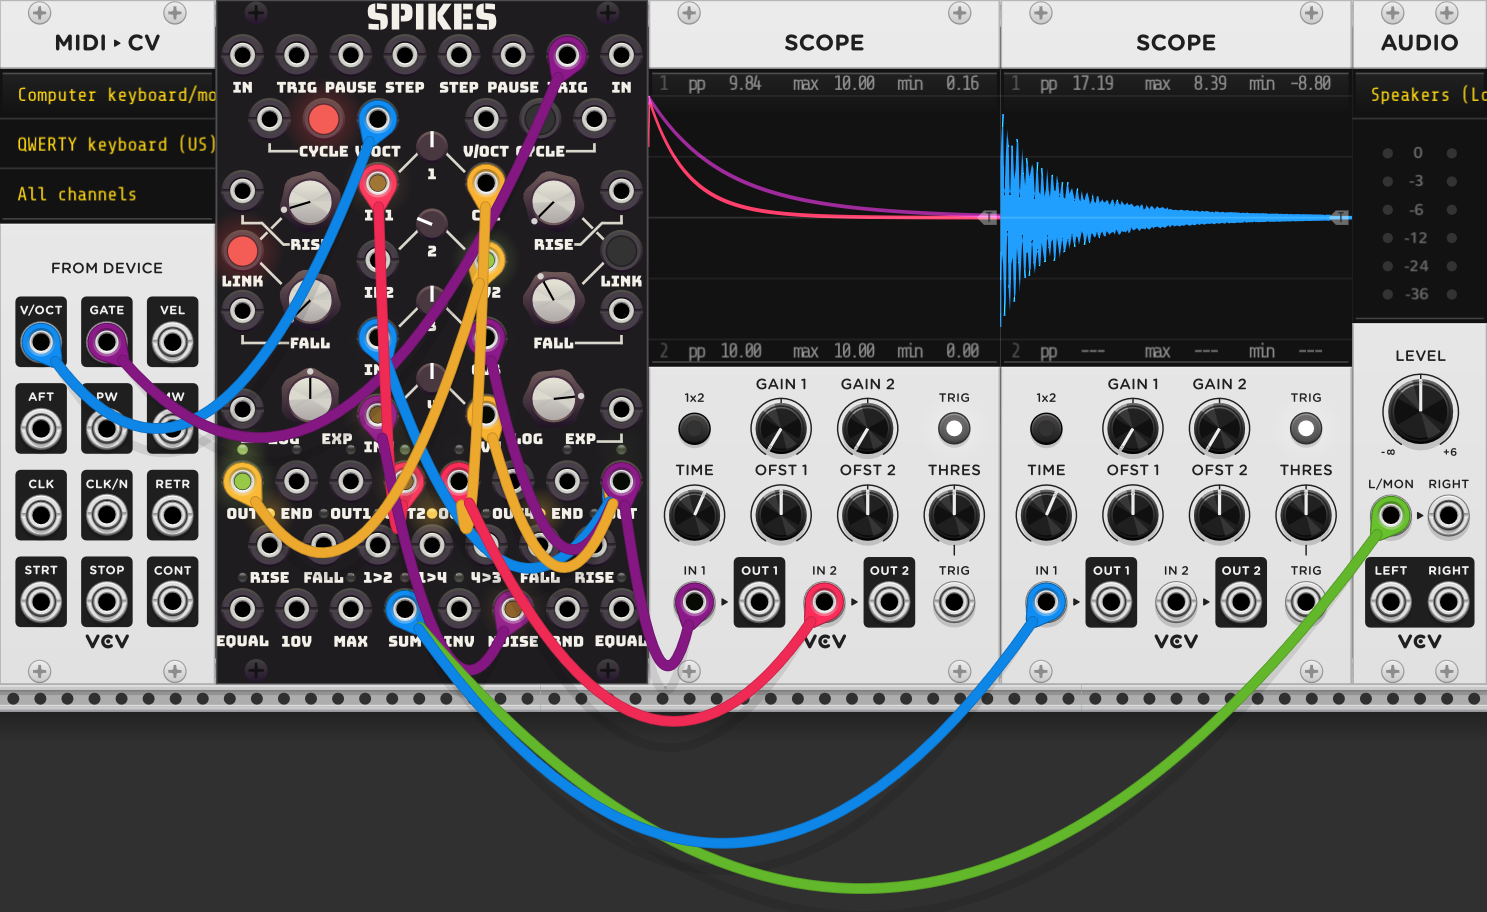 MIDI ▸ CV
Computer keyboard/mo
QWERTY keyboard (US)
All channels
FROM DEVICE
V/OCT GATE VEL
AFT PW MW
CLK CLK/N RETR
STRT STOP CONT
VCV
SPIKES
IN TRIG PAUSE STEP STEP PAUSE TRIG IN
CYCLE V/OCT V/OCT CYCLE
1
RISE RISE
2
LINK LINK
FALL FALL
3
EXP LOG EXP
OUT END OUT1 OUT2 OUT4 END OUT
RISE FALL 1>2 1>4 4>3 FALL RISE
EQUAL 10V MAX SUM INV NOISE AND EQUAL
SCOPE
1 pp 9.84 max 10.00 min 0.16
2 pp 10.00 max 10.00 min 0.00
GAIN 1 GAIN 2
1x2 TRIG
TIME OFST 1 OFST 2 THRES
IN 1 OUT 1 IN 2 OUT 2 TRIG
VCV
SCOPE
1 pp 17.19 max 8.39 min -8.80
2 pp --- max --- min ---
GAIN 1 GAIN 2
1x2 TRIG
TIME OFST 1 OFST 2 THRES
IN 1 OUT 1 IN 2 OUT 2 TRIG
VCV
AUDIO
Speakers (Lo
0
-3
-6
-12
-24
-36
LEVEL
-∞ +6
L/MON RIGHT
LEFT RIGHT
VCV